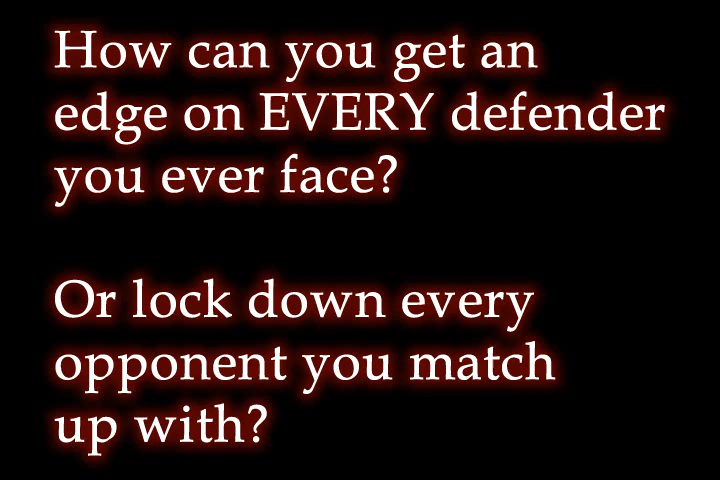 How can you get an
edge on EVERY defender
you ever face?
Or lock down every
opponent you match
up with?